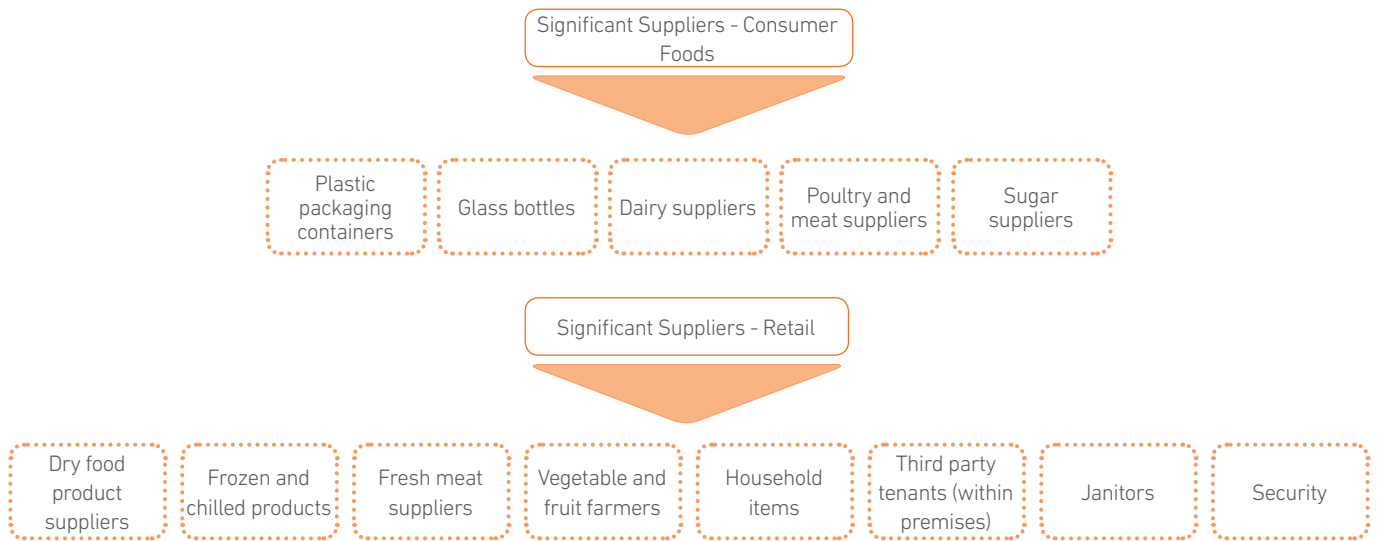 Significant Suppliers - Consumer
Foods
Plastic
packaging
containers
Glass bottles
Dairy suppliers
Poultry and
meat suppliers
Sugar
suppliers
Significant Suppliers - Retail
Dry food
product
suppliers
Frozen and
chilled products
Fresh meat
suppliers
Vegetable and
fruit farmers
Household
items
Third party
tenants (within
premises)
Janitors
Security